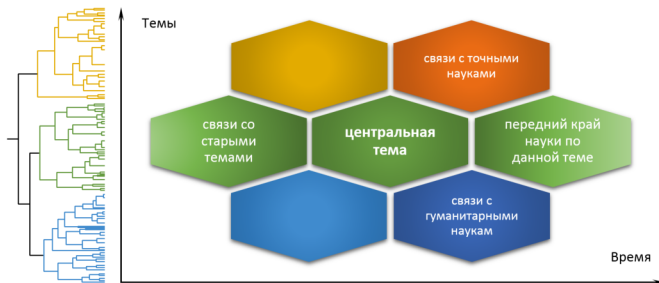 Темы
связи с точными
науками
связи со
старыми
темами
центральная
тема
передний край
науки по
данной теме
связи с
гуманитарными
наукам
Время